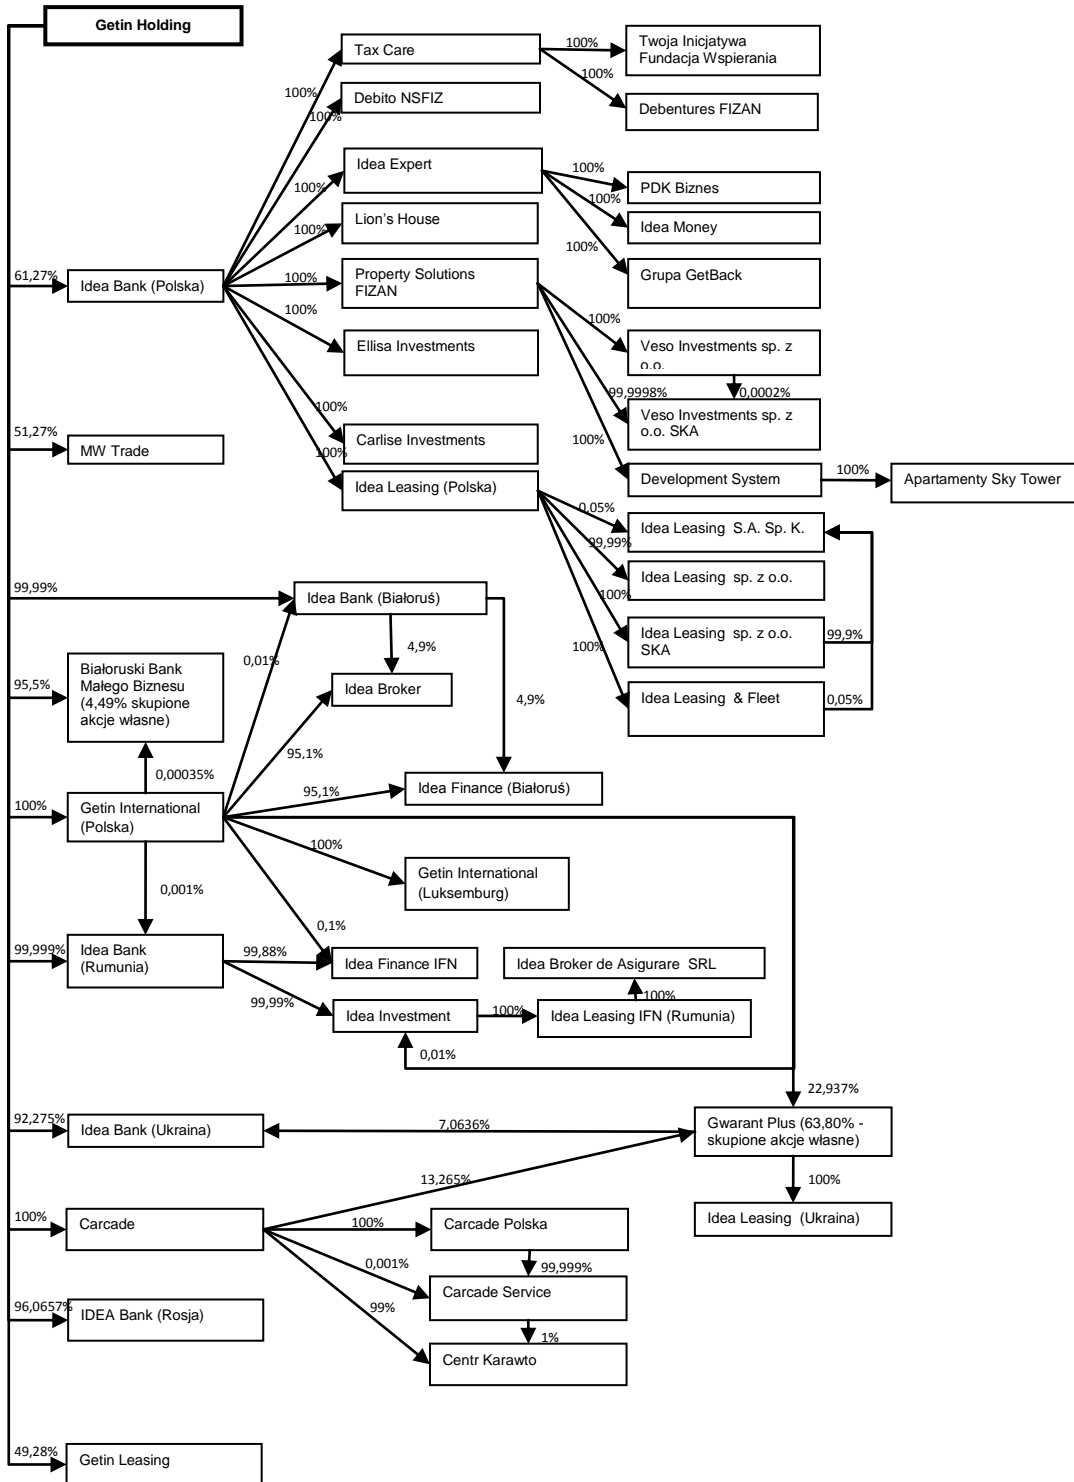 Getin Holding
Tax Care
100%
Twoja Inicjatywa
Fundacja Wspierania
100%
Debentures FIZAN
100%
Debito NSFIZ
100%
Idea Expert
100%
100%
PDK Biznes
100%
Idea Money
100%
Grupa GetBack
Lion's House
100%
61,27%
Idea Bank (Polska)
100%
Property Solutions
FIZAN
100%
Veso Investments sp. z
o.o.
100%
Ellisa Investments
99,9998%
0,0002%
Veso Investments sp. z
o.o. SKA
100%
Carlise Investments
51,27%
MW Trade
100%
Development System
100%
Apartamenty Sky Tower
100%
Idea Leasing (Polska)
0,05%
Idea Leasing S.A. Sp. K.
99,99%
Idea Leasing sp. z o.o.
100%
Idea Leasing sp. z o.o.
SKA
99,9%
100%
Idea Leasing & Fleet
0,05%
99,99%
Idea Bank (Białoruś)
0,01%
4,9%
4,9%
95,5%
Białoruski Bank
Małego Biznesu
(4,49% skupione
akcje własne)
Idea Broker
95,1%
0,00035%
95,1%
Idea Finance (Białoruś)
100%
Getin International
(Polska)
100%
Getin International
(Luksemburg)
0,001%
0,1%
99,999%
Idea Bank
(Rumunia)
99,88%
Idea Finance IFN
Idea Broker de Asigurare SRL
99,99%
Idea Investment
100%
100%
Idea Leasing IFN (Rumunia)
0,01%
22,937%
92,275%
Idea Bank (Ukraina)
7,0636%
Gwarant Plus (63,80% -
skupione akcje własne)
13,265%
100%
Idea Leasing (Ukraina)
100%
Carcade
100%
Carcade Polska
0,001%
99,999%
Carcade Service
99%
1%
Centr Karawto
96,0657%
IDEA Bank (Rosja)
49,28%
Getin Leasing